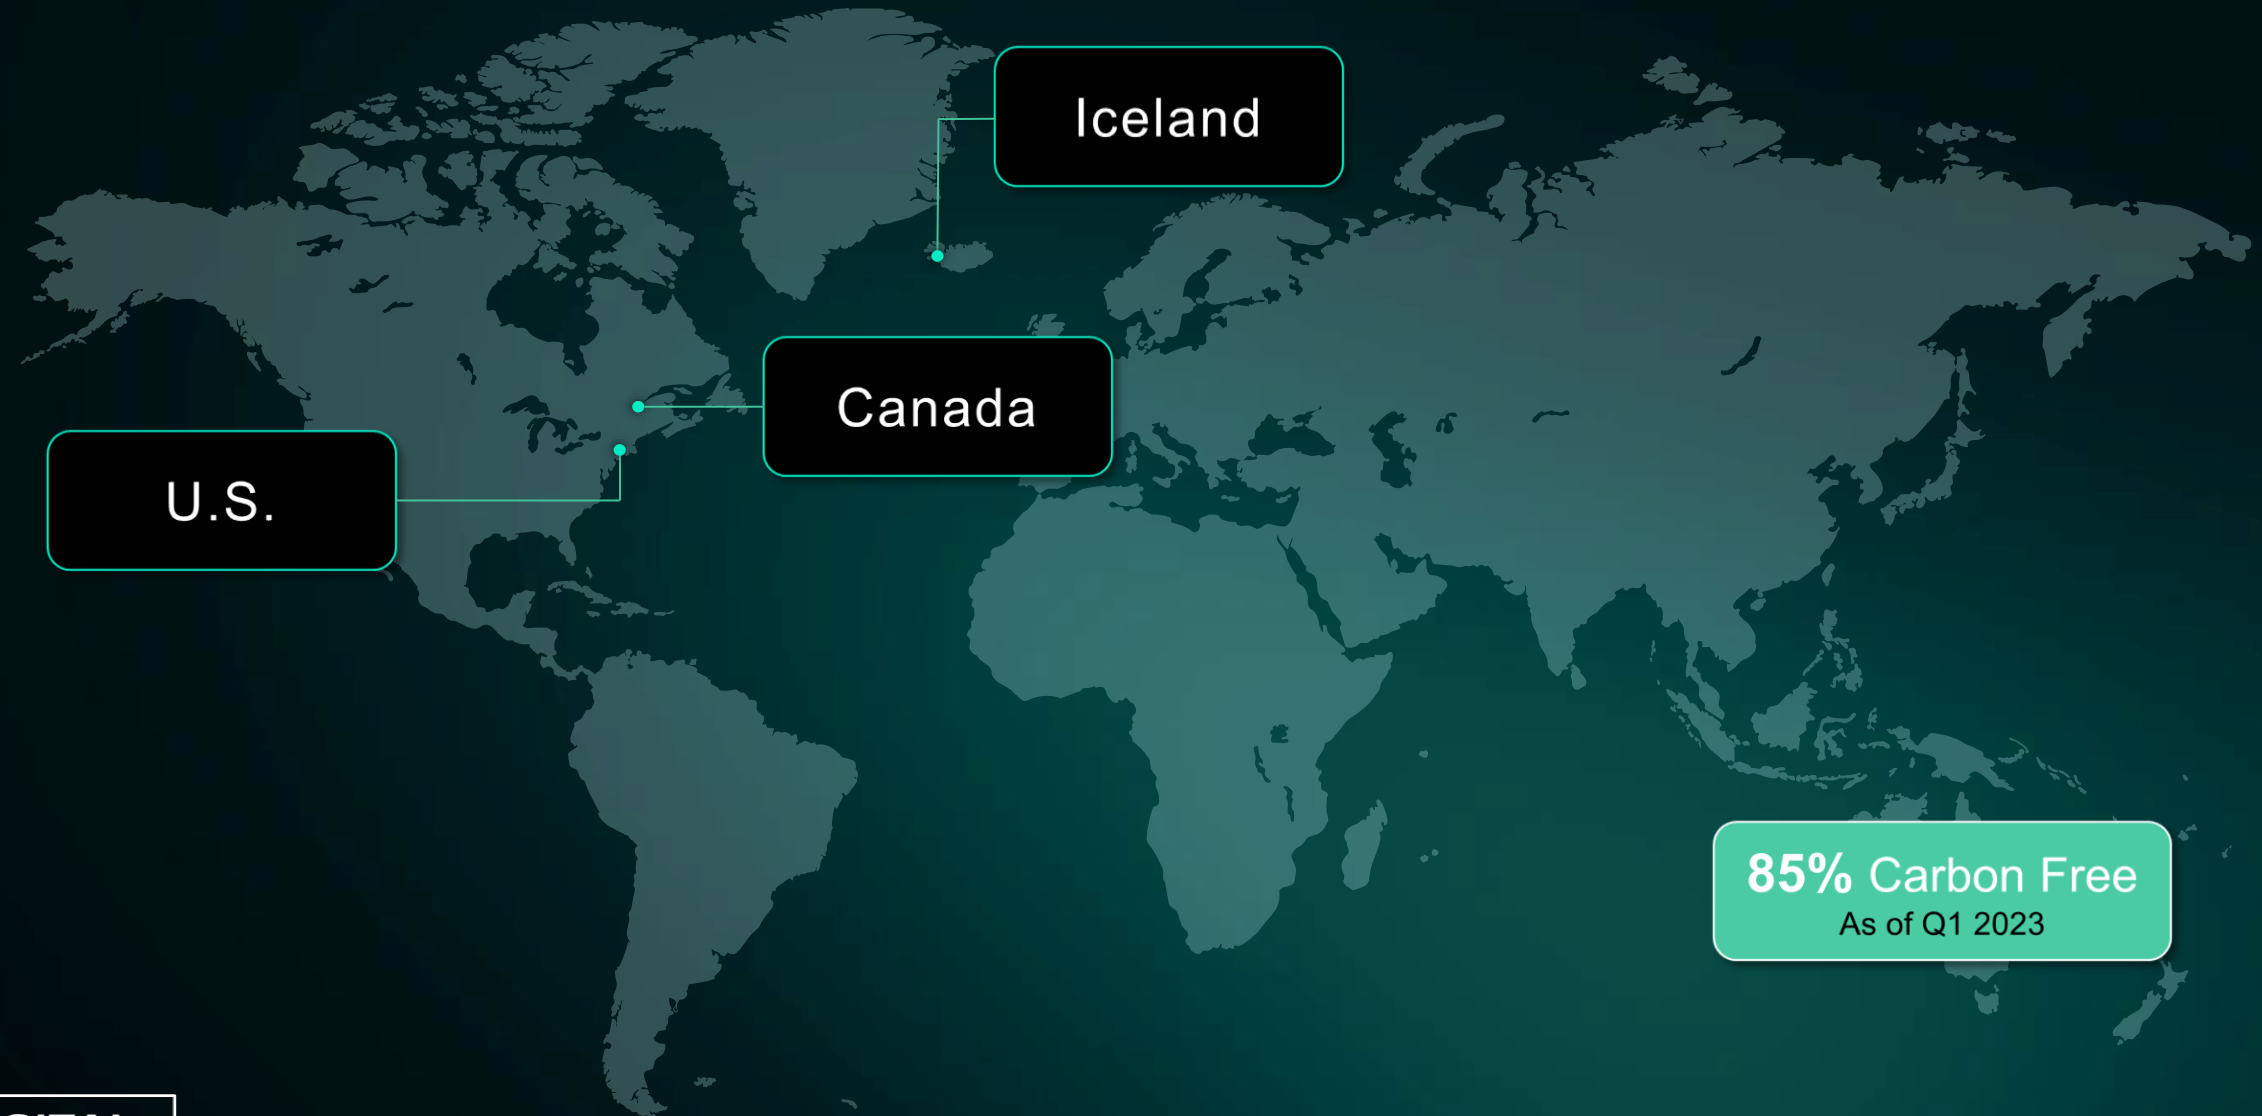 Iceland
Canada
U.S.
85% Carbon Free
As of Q1 2023